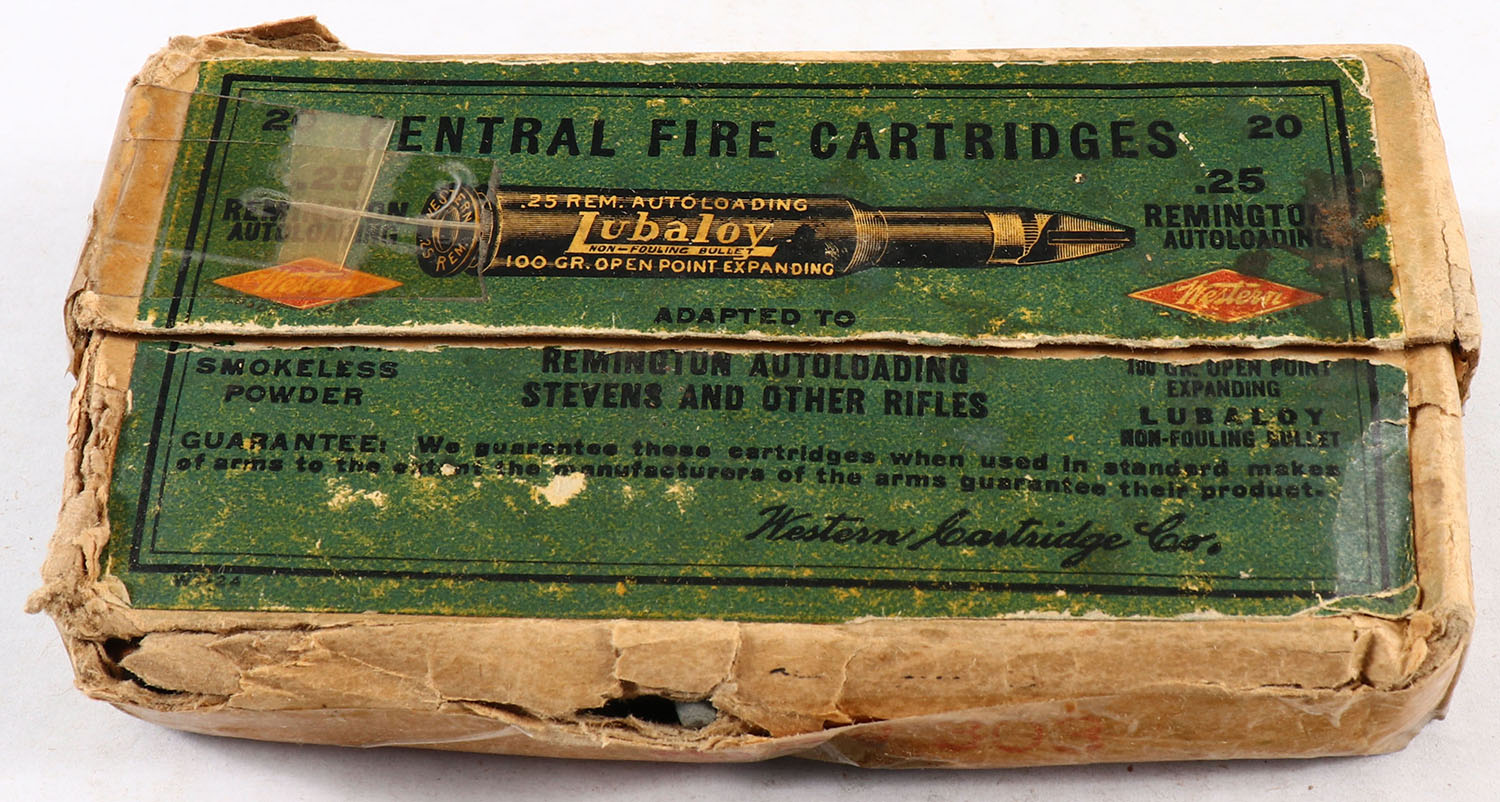 20 CENTRAL FIRE CARTRIDGES 20
.25
REMINGTON
AUTOLOADING
Western
WESTERN
25 REM.
.25 REM. AUTOLOADING
Lubaloy
NON-FOULING BULLET
100 GR. OPEN POINT EXPANDING
.25
REMINGTON
AUTOLOADING
Western
ADAPTED TO
SMOKELESS
POWDER
REMINGTON AUTOLOADING
STEVENS AND OTHER RIFLES
100 GR. OPEN POINT
EXPANDING
LUBALOY
NON-FOULING BULLET
GUARANTEE: We guarantee these cartridges when used in standard makes
of arms to the extent the manufacturers of the arms guarantee their product.
Western Cartridge Co.